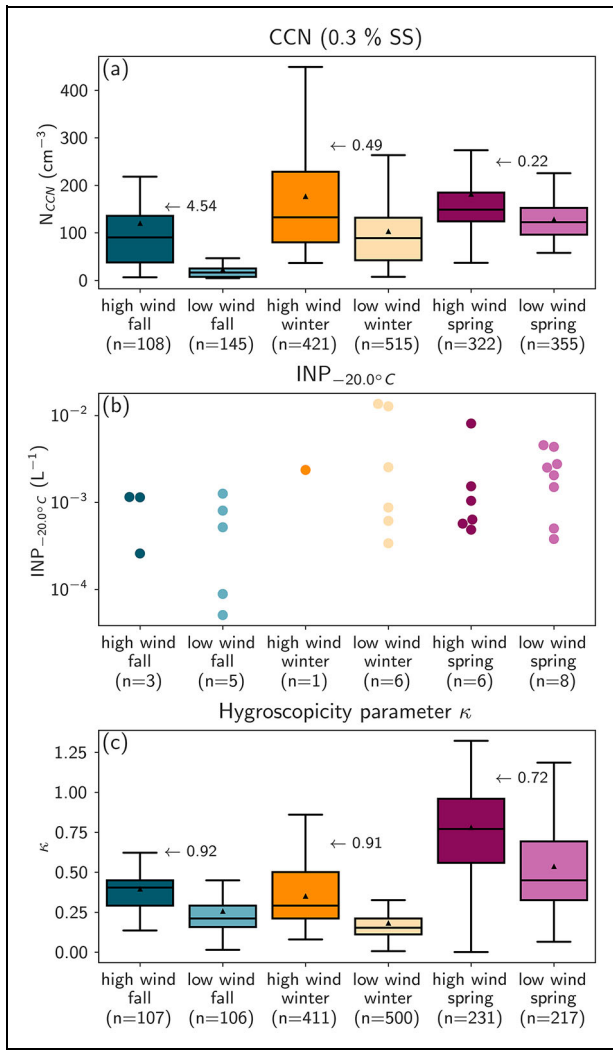 CCN (0.3 % SS)
(a)
N_CCN (cm⁻³)
400
300
200
100
0
← 4.54
← 0.49
← 0.22
high wind fall (n=108)
low wind fall (n=145)
high wind winter (n=421)
low wind winter (n=515)
high wind spring (n=322)
low wind spring (n=355)
INP₋₂₀.₀° C
(b)
INP₋₂₀.₀° C (L⁻¹)
10⁻²
10⁻³
10⁻⁴
high wind fall (n=3)
low wind fall (n=5)
high wind winter (n=1)
low wind winter (n=6)
high wind spring (n=6)
low wind spring (n=8)
Hygroscopicity parameter κ
(c)
κ
1.25
1.00
0.75
0.50
0.25
0.00
← 0.92
← 0.91
← 0.72
high wind fall (n=107)
low wind fall (n=106)
high wind winter (n=411)
low wind winter (n=500)
high wind spring (n=231)
low wind spring (n=217)